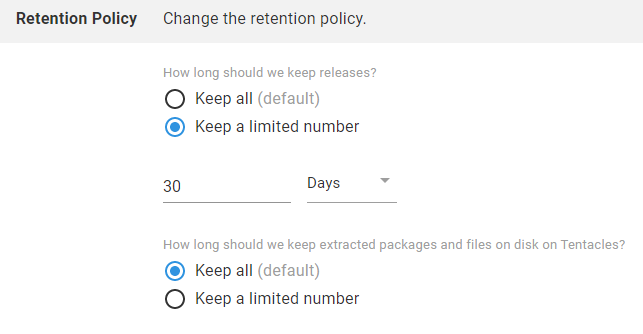 Retention Policy Change the retention policy.
How long should we keep releases?
Keep all (default)
Keep a limited number
30 Days
How long should we keep extracted packages and files on disk on Tentacles?
Keep all (default)
Keep a limited number